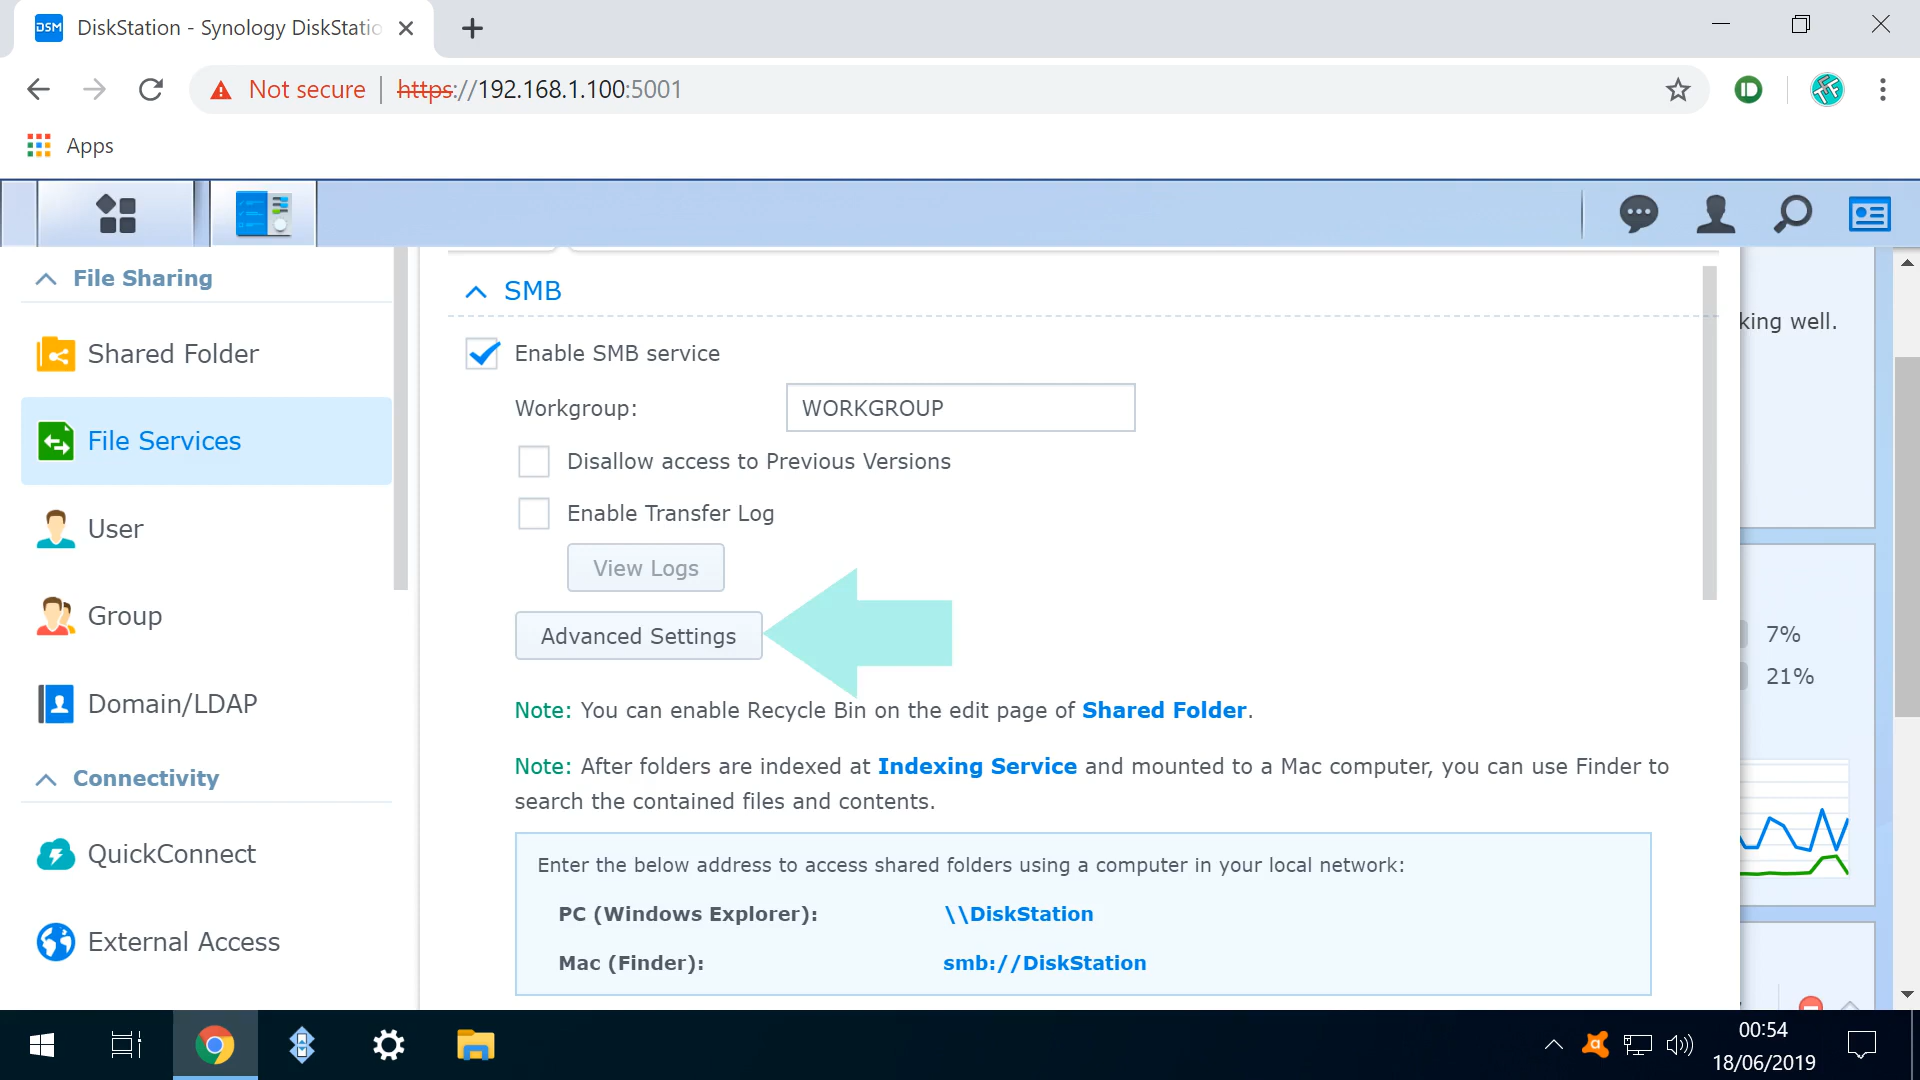 DSM DiskStation - Synology DiskStatio
Not secure https://192.168.1.100:5001
Apps
File Sharing
Shared Folder
File Services
User
Group
Domain/LDAP
Connectivity
QuickConnect
External Access
SMB
Enable SMB service
Workgroup: WORKGROUP
Disallow access to Previous Versions
Enable Transfer Log
View Logs
Advanced Settings
Note: You can enable Recycle Bin on the edit page of Shared Folder.
Note: After folders are indexed at Indexing Service and mounted to a Mac computer, you can use Finder to
search the contained files and contents.
Enter the below address to access shared folders using a computer in your local network:
PC (Windows Explorer): \\DiskStation
Mac (Finder): smb://DiskStation
king well.
7%
21%
00:54
18/06/2019